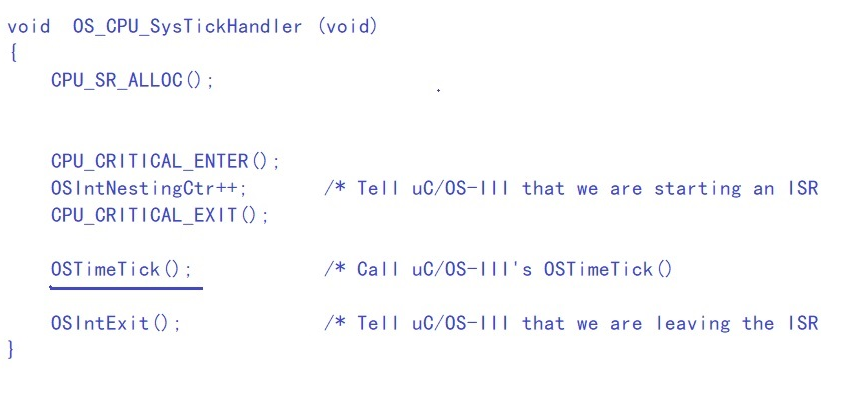 void  OS_CPU_SysTickHandler (void)
{
    CPU_SR_ALLOC();
    CPU_CRITICAL_ENTER();
    OSIntNestingCtr++;         /* Tell uC/OS-III that we are starting an ISR
    CPU_CRITICAL_EXIT();
    OSTimeTick();              /* Call uC/OS-III's OSTimeTick()
    OSIntExit();               /* Tell uC/OS-III that we are leaving the ISR
}